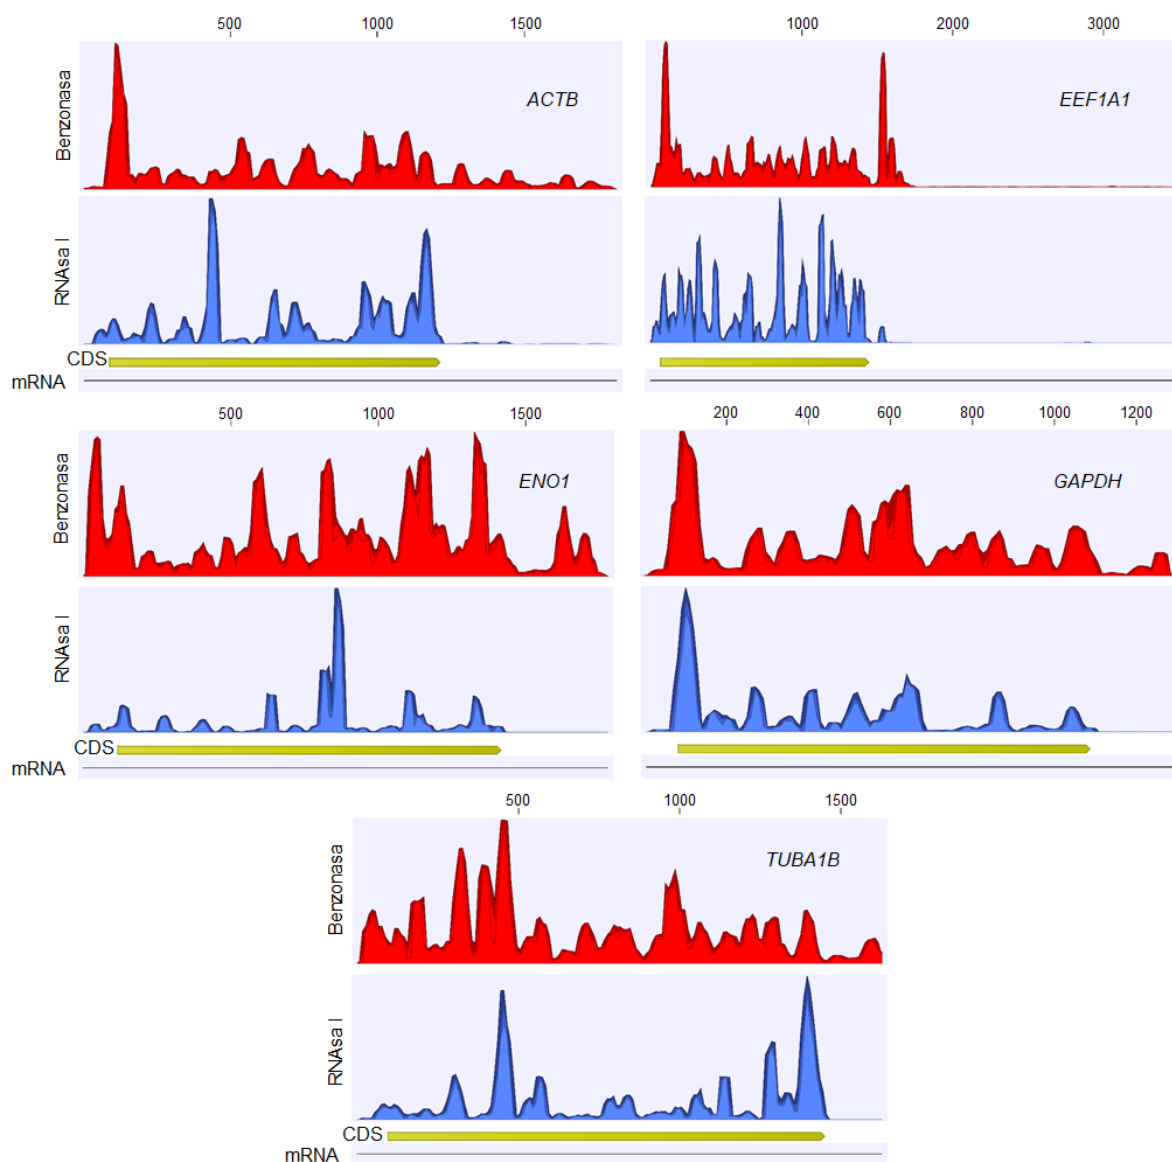 500 1000 1500
1000 2000 3000
Benzonasa
ACTB
EEF1A1
RNAsa I
CDS
mRNA
500 1000 1500
200 400 600 800 1000 1200
Benzonasa
ENO1
GAPDH
RNAsa I
CDS
mRNA
500 1000 1500
Benzonasa
TUBA1B
RNAsa I
CDS
mRNA